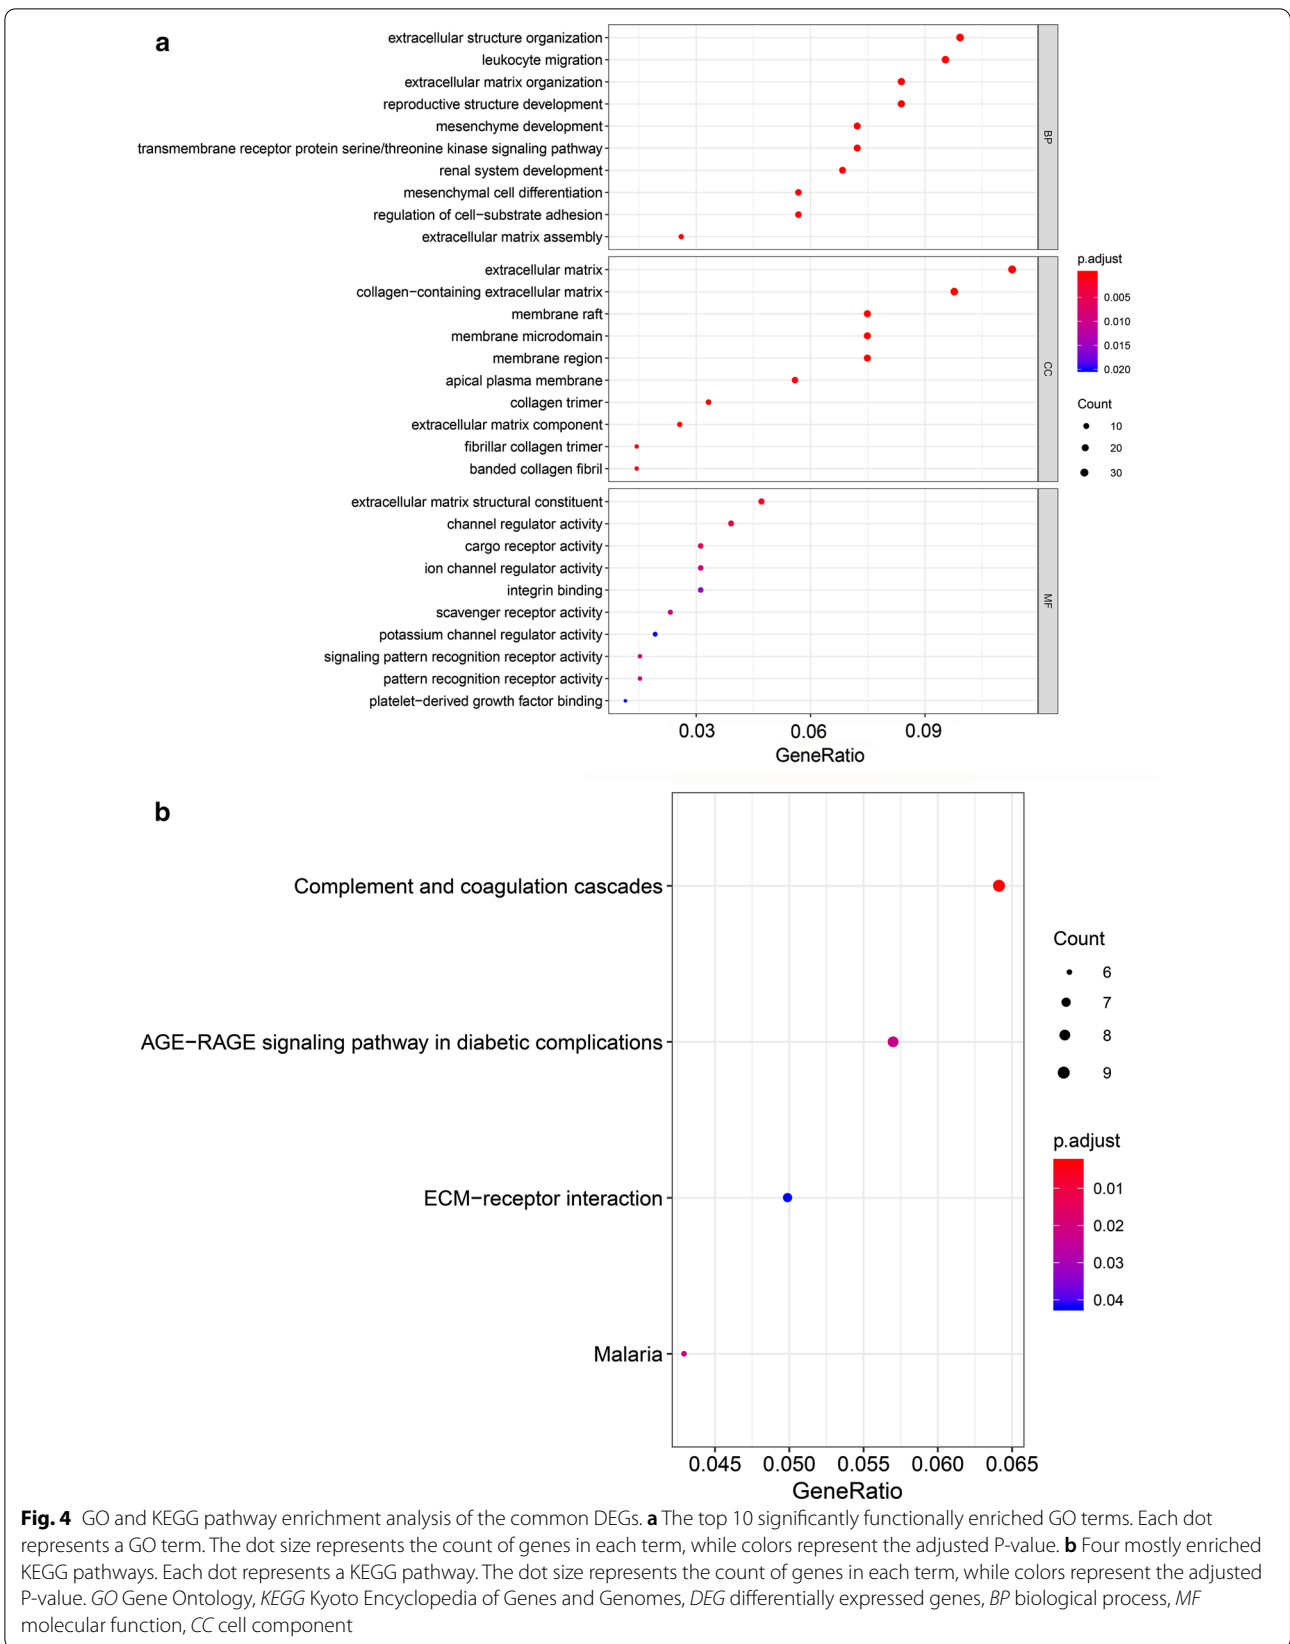 a
extracellular structure organization
leukocyte migration
extracellular matrix organization
reproductive structure development
mesenchyme development
transmembrane receptor protein serine/threonine kinase signaling pathway
renal system development
mesenchymal cell differentiation
regulation of cell−substrate adhesion
extracellular matrix assembly
BP
extracellular matrix
collagen−containing extracellular matrix
membrane raft
membrane microdomain
membrane region
apical plasma membrane
collagen trimer
extracellular matrix component
fibrillar collagen trimer
banded collagen fibril
CC
extracellular matrix structural constituent
channel regulator activity
cargo receptor activity
ion channel regulator activity
integrin binding
scavenger receptor activity
potassium channel regulator activity
signaling pattern recognition receptor activity
pattern recognition receptor activity
platelet−derived growth factor binding
MF
0.03 0.06 0.09
GeneRatio
p.adjust
0.005
0.010
0.015
0.020
Count
10
20
30
b
Complement and coagulation cascades
AGE−RAGE signaling pathway in diabetic complications
ECM−receptor interaction
Malaria
0.045 0.050 0.055 0.060 0.065
GeneRatio
Count
6
7
8
9
p.adjust
0.01
0.02
0.03
0.04
Fig. 4 GO and KEGG pathway enrichment analysis of the common DEGs. a The top 10 significantly functionally enriched GO terms. Each dot
represents a GO term. The dot size represents the count of genes in each term, while colors represent the adjusted P-value. b Four mostly enriched
KEGG pathways. Each dot represents a KEGG pathway. The dot size represents the count of genes in each term, while colors represent the adjusted
P-value. GO Gene Ontology, KEGG Kyoto Encyclopedia of Genes and Genomes, DEG differentially expressed genes, BP biological process, MF
molecular function, CC cell component